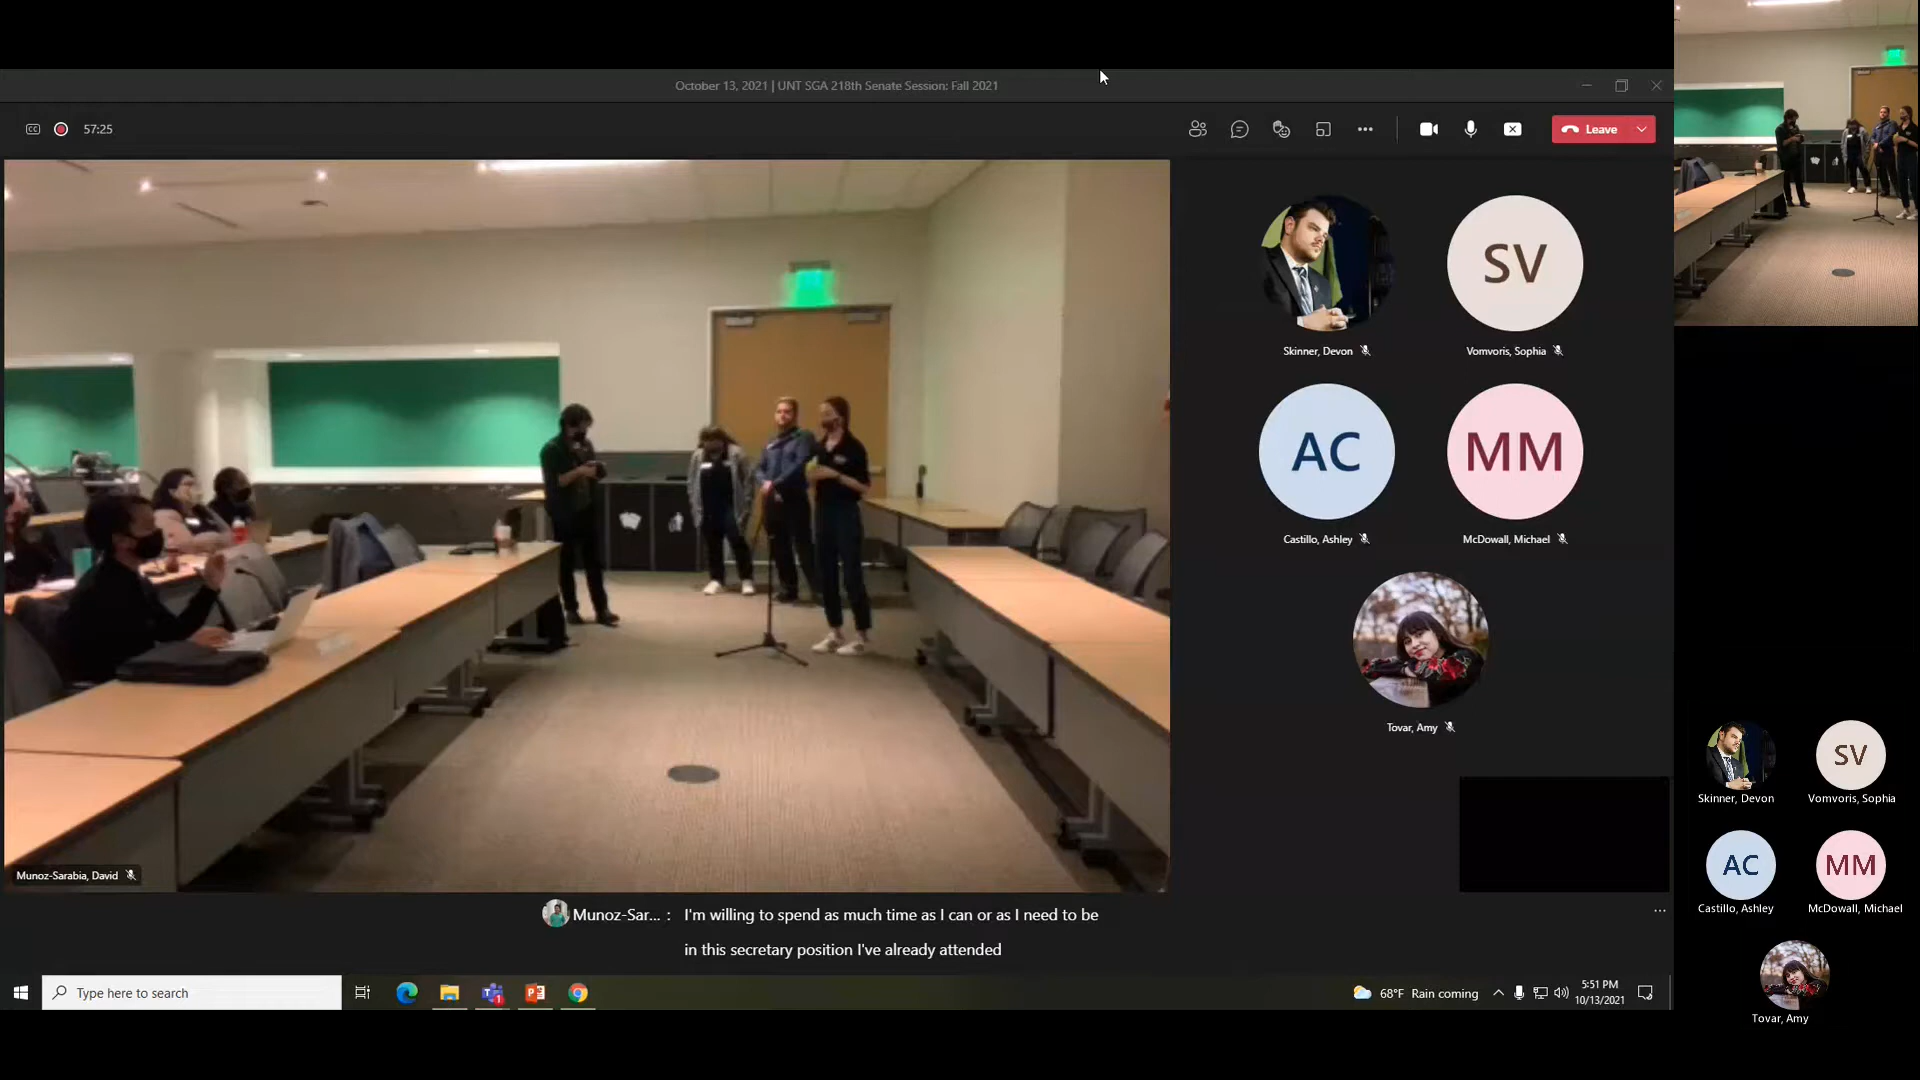 October 13, 2021 | UNT SGA 218th Senate Session: Fall 2021
CC
57:25
Leave
SV
Skinner, Devon
Vomvoris, Sophia
AC
MM
Castillo, Ashley
McDowall, Michael
Tovar, Amy
Munoz-Sarabia, David
Munoz-Sar... : I'm willing to spend as much time as I can or as I need to be
in this secretary position I've already attended
Type here to search
1
68°F Rain coming
5:51 PM
10/13/2021
SV
Skinner, Devon
Vomvoris, Sophia
AC
MM
Castillo, Ashley
McDowall, Michael
Tovar, Amy